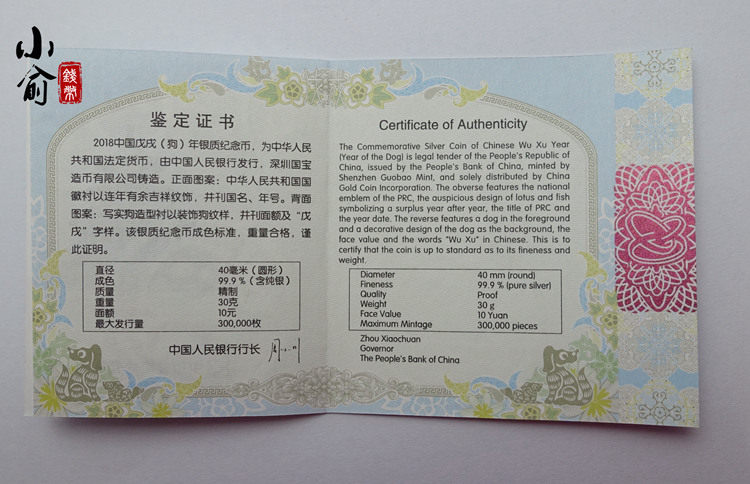 小俞
錢幣
鉴定证书
2018中国戊戌（狗）年银质纪念币，为中华人民
共和国法定货币，由中国人民银行发行，深圳国宝
造币有限公司铸造。正面图案：中华人民共和国国
徽衬以连年有余吉祥纹饰，并刊国名、年号。背面
图案：写实狗造型衬以装饰狗纹样，并刊面额及“戊
戌”字样。该银质纪念币成色标准，重量合格，谨
此证明。
直径 40毫米（圆形）
成色 99.9％（含纯银）
质量 精制
重量 30克
面额 10元
最大发行量 300,000枚
中国人民银行行长
Certificate of Authenticity
The Commemorative Silver Coin of Chinese Wu Xu Year
(Year of the Dog) is legal tender of the People's Republic of
China, issued by the People's Bank of China, minted by
Shenzhen Guobao Mint, and solely distributed by China
Gold Coin Incorporation. The obverse features the national
emblem of the PRC, the auspicious design of lotus and fish
symbolizing a surplus year after year, the title of PRC and
the year date. The reverse features a dog in the foreground
and a decorative design of the dog as the background, the
face value and the words "Wu Xu" in Chinese. This is to
certify that the coin is up to standard as to its fineness and
weight.
Diameter 40 mm (round)
Fineness 99.9 % (pure silver)
Quality Proof
Weight 30 g
Face Value 10 Yuan
Maximum Mintage 300,000 pieces
Zhou Xiaochuan
Governor
The People's Bank of China